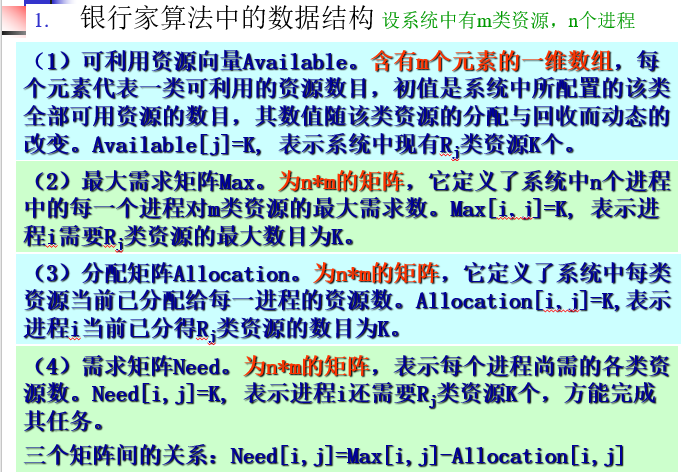 1. 银行家算法中的数据结构 设系统中有m类资源，n个进程
（1）可利用资源向量Available。含有m个元素的一维数组，每
个元素代表一类可利用的资源数目，初值是系统中所配置的该类
全部可用资源的数目，其数值随该类资源的分配与回收而动态的
改变。Available[j]=K, 表示系统中现有Rj类资源K个。
（2）最大需求矩阵Max。为n*m的矩阵，它定义了系统中n个进程
中的每一个进程对m类资源的最大需求数。Max[i,j]=K, 表示进
程i需要Rj类资源的最大数目为K。
（3）分配矩阵Allocation。为n*m的矩阵，它定义了系统中每类
资源当前已分配给每一进程的资源数。Allocation[i,j]=K,表示
进程i当前已分得Rj类资源的数目为K。
（4）需求矩阵Need。为n*m的矩阵，表示每个进程尚需的各类资
源数。Need[i,j]=K, 表示进程i还需要Rj类资源K个，方能完成
其任务。
三个矩阵间的关系：Need[i,j]=Max[i,j]-Allocation[i,j]